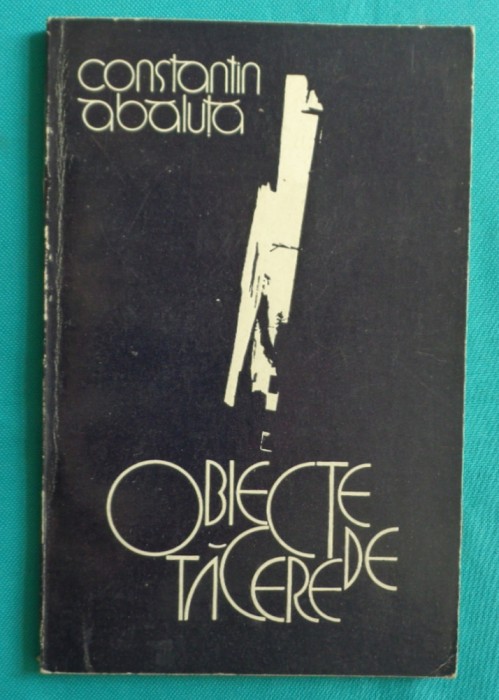 constantin
abăluță
OBIECTE
DE
TĂCERE